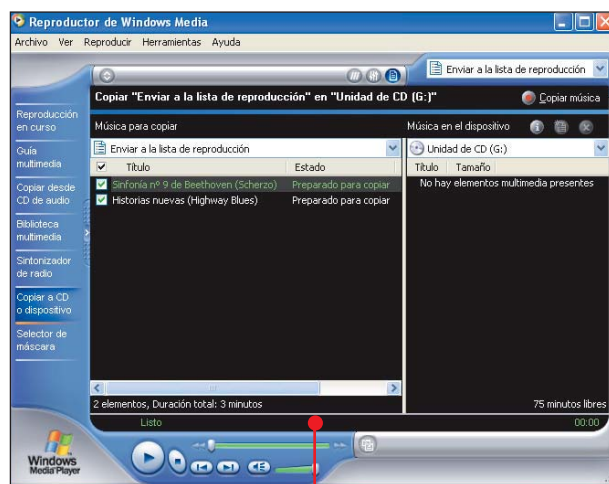 Reproductor de Windows Media
Archivo Ver Reproducir Herramientas Ayuda
Enviar a la lista de reproducción
Copiar "Enviar a la lista de reproducción" en "Unidad de CD (G:)"
Copiar música
Reproducción
en curso
Guía
multimedia
Copiar desde
CD de audio
Biblioteca
multimedia
Sintonizador
de radio
Copiar a CD
o dispositivo
Selector de
máscara
Música para copiar
Enviar a la lista de reproducción
Título Estado
Sinfonía nº 9 de Beethoven (Scherzo) Preparado para copiar
Historias nuevas (Highway Blues) Preparado para copiar
2 elementos, Duración total: 3 minutos
Música en el dispositivo
Unidad de CD (G:)
Título Tamaño
No hay elementos multimedia presentes
75 minutos libres
Listo 00:00
Windows
Media Player